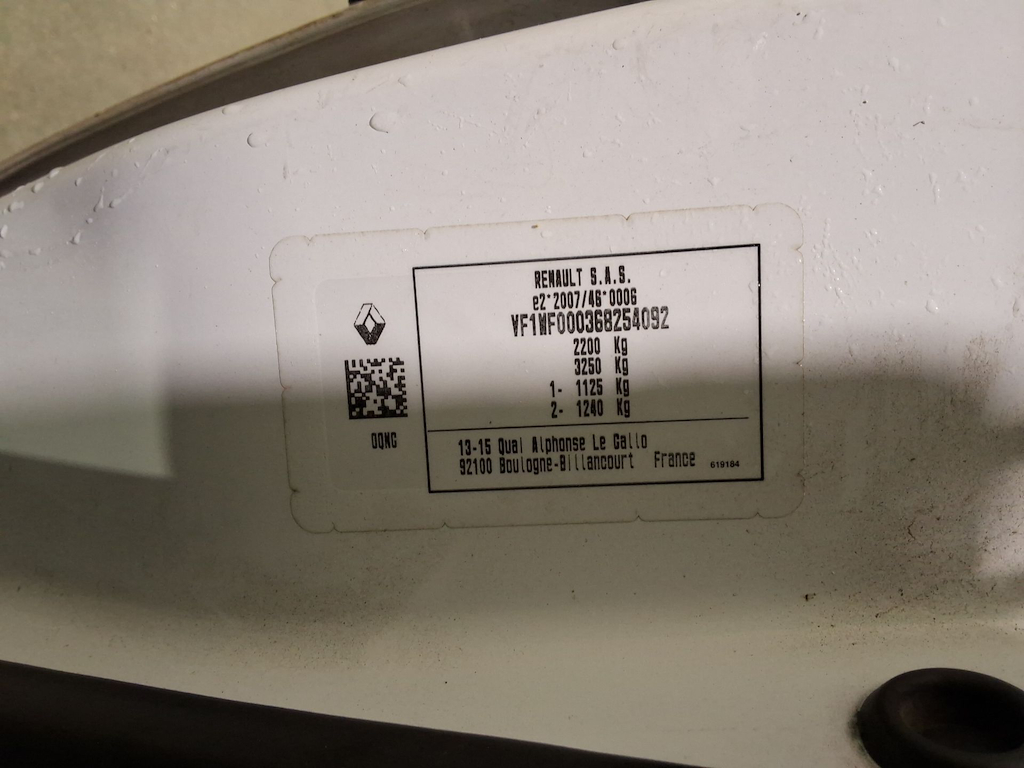 RENAULT S.A.S.
e2*2007/46*0006
VF1MF000368254092
2200 Kg
3250 Kg
1- 1125 Kg
2- 1240 Kg
0QNG
13-15 Quai Alphonse Le Gallo
92100 Boulogne-Billancourt France 619184